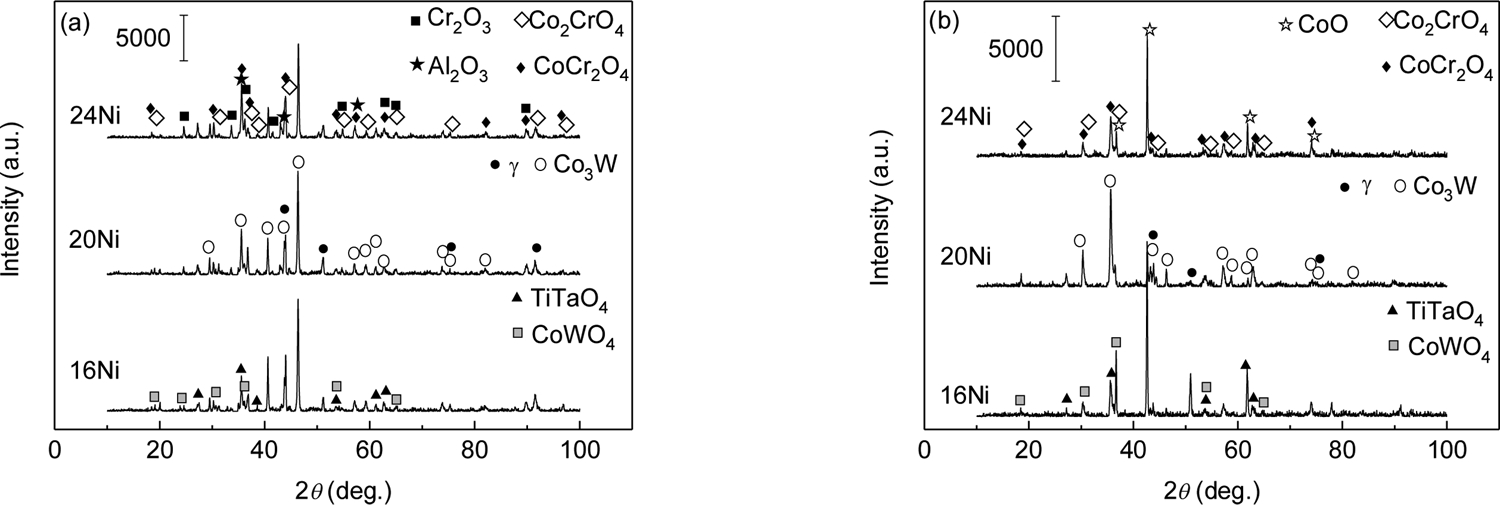 (a)
5000
Cr₂O₃
Co₂CrO₄
Al₂O₃
CoCr₂O₄
24Ni
γ
Co₃W
20Ni
TiTaO₄
CoWO₄
16Ni
Intensity (a.u.)
0 20 40 60 80 100
2θ (deg.)
(b)
5000
CoO
Co₂CrO₄
CoCr₂O₄
24Ni
γ
Co₃W
20Ni
TiTaO₄
CoWO₄
16Ni
Intensity (a.u.)
0 20 40 60 80 100
2θ (deg.)